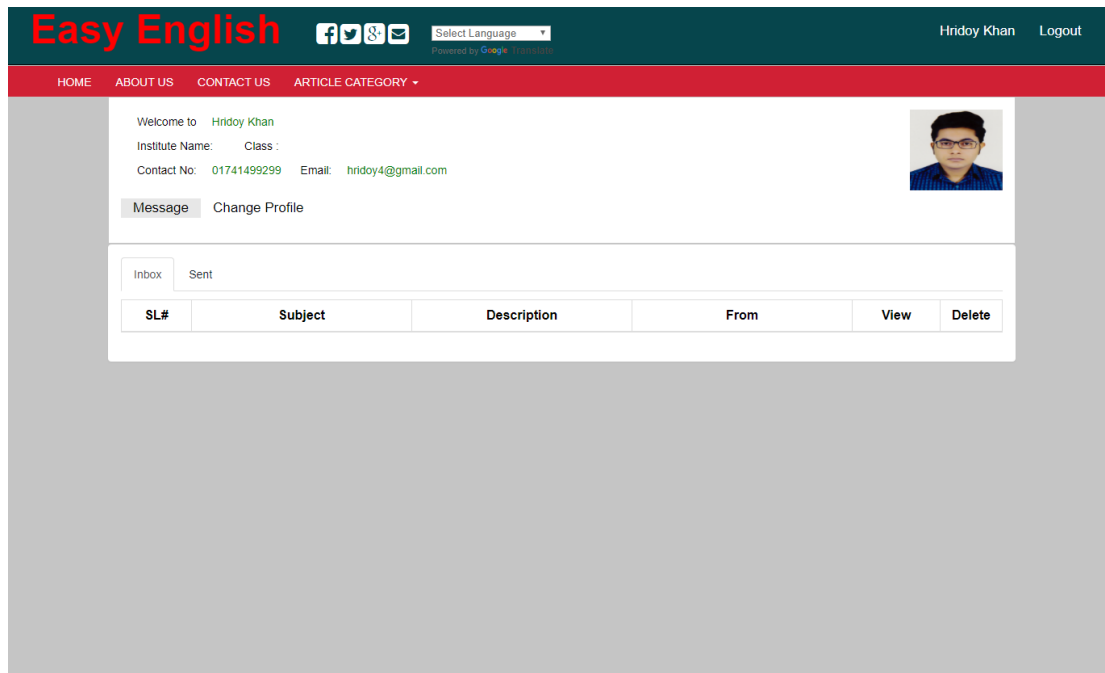 Easy English
Select Language
Powered by Google Translate
Hridoy Khan Logout
HOME ABOUT US CONTACT US ARTICLE CATEGORY
Welcome to Hridoy Khan
Institute Name: Class :
Contact No: 01741499299 Email: hridoy4@gmail.com
Message Change Profile
Inbox Sent
SL# Subject Description From View Delete